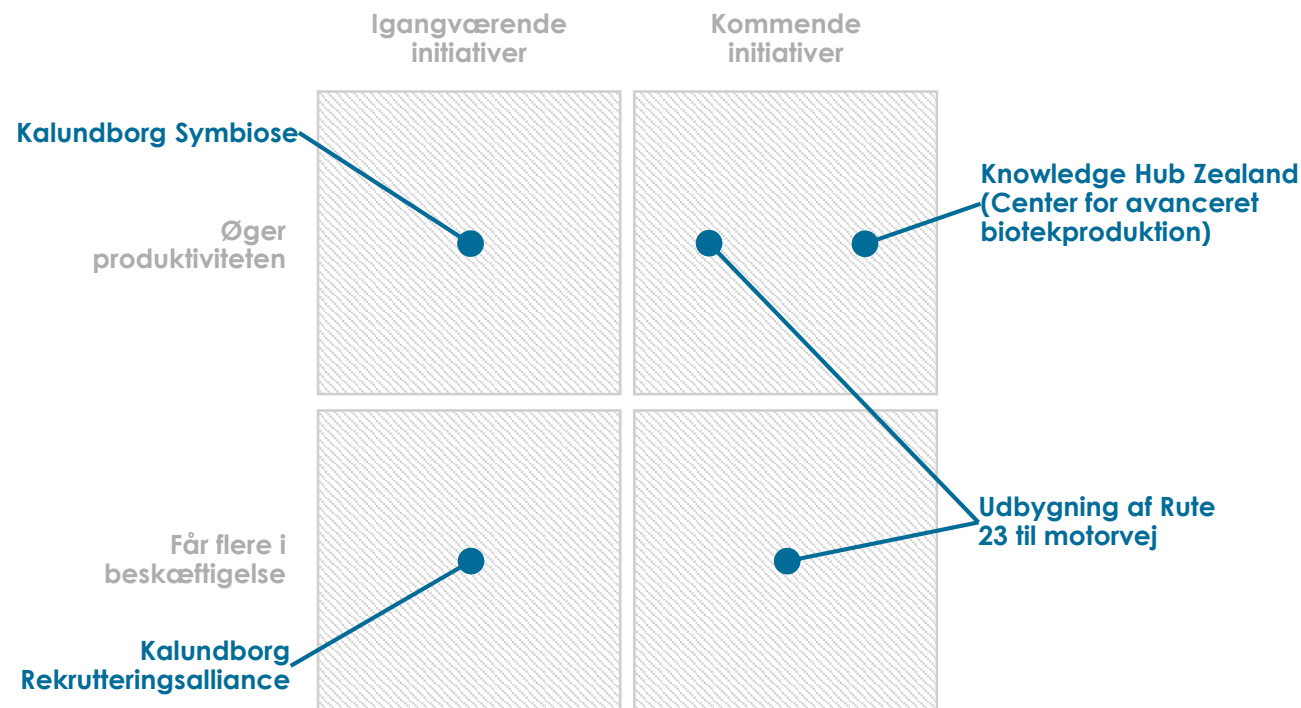 Igangværende
initiativer
Kommende
initiativer
Kalundborg Symbiose
Knowledge Hub Zealand
(Center for avanceret
biotekproduktion)
Øger
produktiviteten
Udbygning af Rute
23 til motorvej
Får flere i
beskæftigelse
Kalundborg
Rekrutteringsalliance